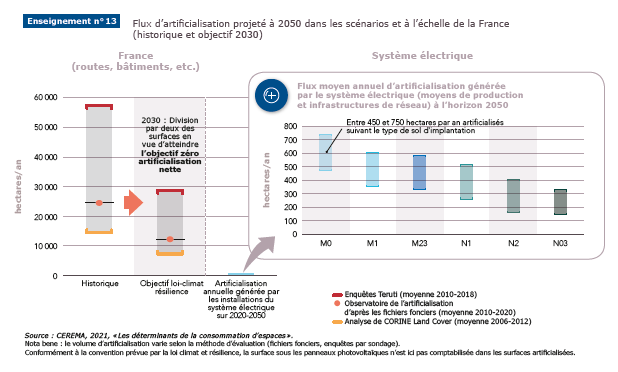 Enseignement n°13
Flux d'artificialisation projeté à 2050 dans les scénarios et à l'échelle de la France
(historique et objectif 2030)
France
(routes, bâtiments, etc.)
Système électrique
hectares/an
60 000
50 000
40 000
30 000
20 000
10 000
0
2030 : Division
par deux des
surfaces en
vue d'atteindre
l'objectif zéro
artificialisation
nette
Historique
Objectif loi-climat
résilience
Artificialisation
annuelle générée par
les installations du
système électrique
sur 2020-2050
Flux moyen annuel d'artificialisation générée
par le système électrique (moyens de production
et infrastructures de réseau) à l'horizon 2050
Entre 450 et 750 hectares par an artificialisés
suivant le type de sol d'implantation
hectares/an
800
700
600
500
400
300
200
100
0
M0
M1
M23
N1
N2
N03
Enquêtes Teruti (moyenne 2010-2018)
Observatoire de l'artificialisation
d'après les fichiers fonciers (moyenne 2010-2020)
Analyse de CORINE Land Cover (moyenne 2006-2012)
Source : CEREMA, 2021, «Les déterminants de la consommation d'espaces».
Nota bene : le volume d'artificialisation varie selon la méthode d'évaluation (fichiers fonciers, enquêtes par sondage).
Conformément à la convention prévue par la loi climat et résilience, la surface sous les panneaux photovoltaïques n'est ici pas comptabilisée dans les surfaces artificialisées.